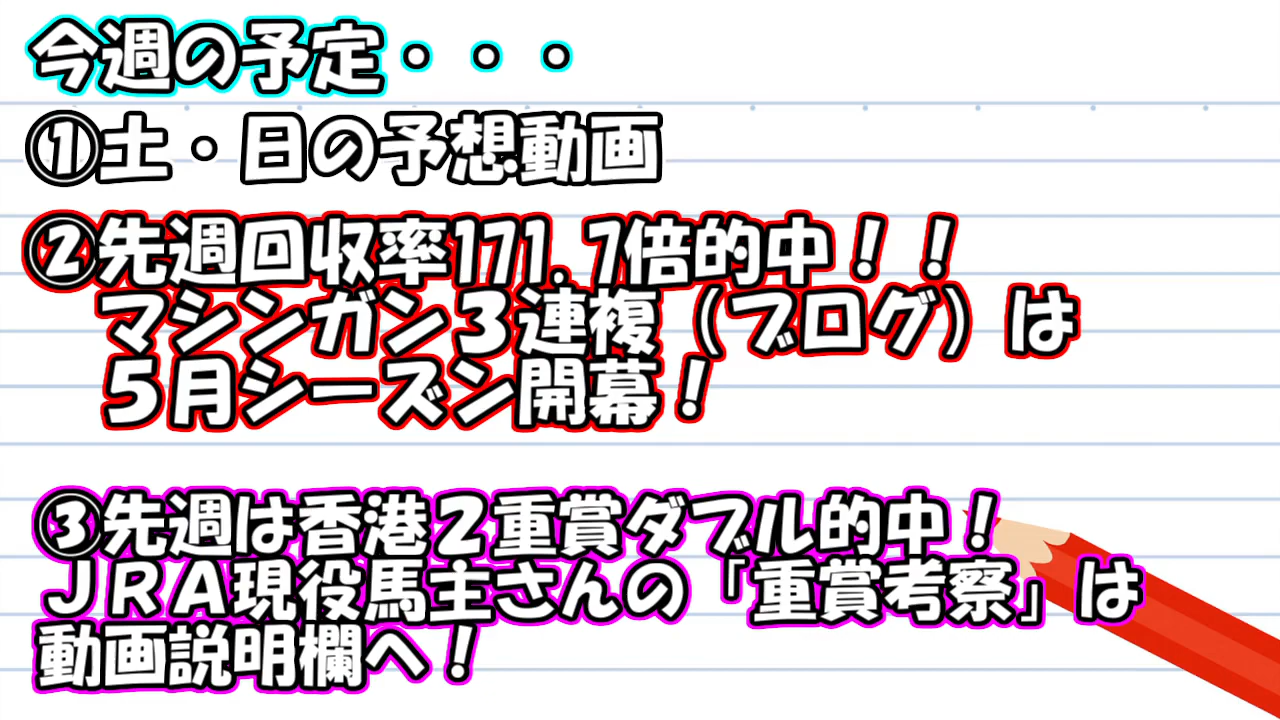 今週の予定・・・
①土・日の予想動画
②先週回収率171.7倍的中！！
マシンガン３連複（ブログ）は
５月シーズン開幕！
③先週は香港２重賞ダブル的中！
ＪＲＡ現役馬主さんの「重賞考察」は
動画説明欄へ！